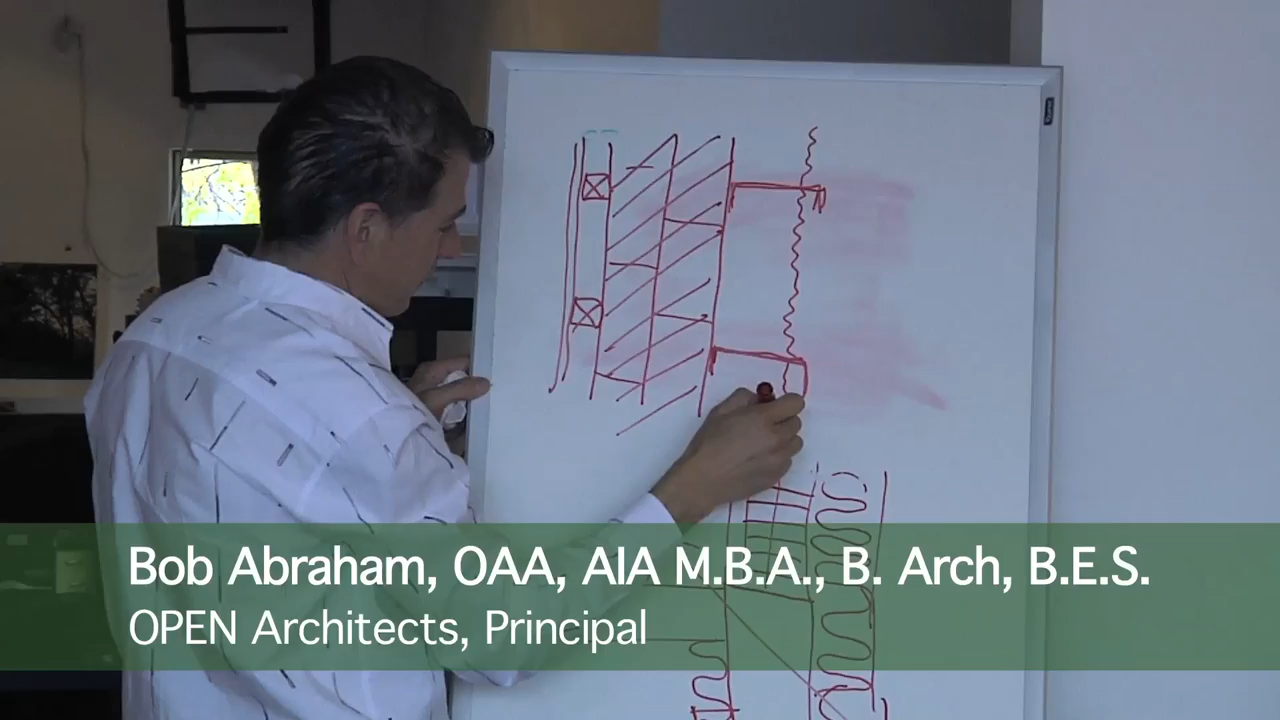 Bob Abraham, OAA, AIA M.B.A., B. Arch, B.E.S.
OPEN Architects, Principal